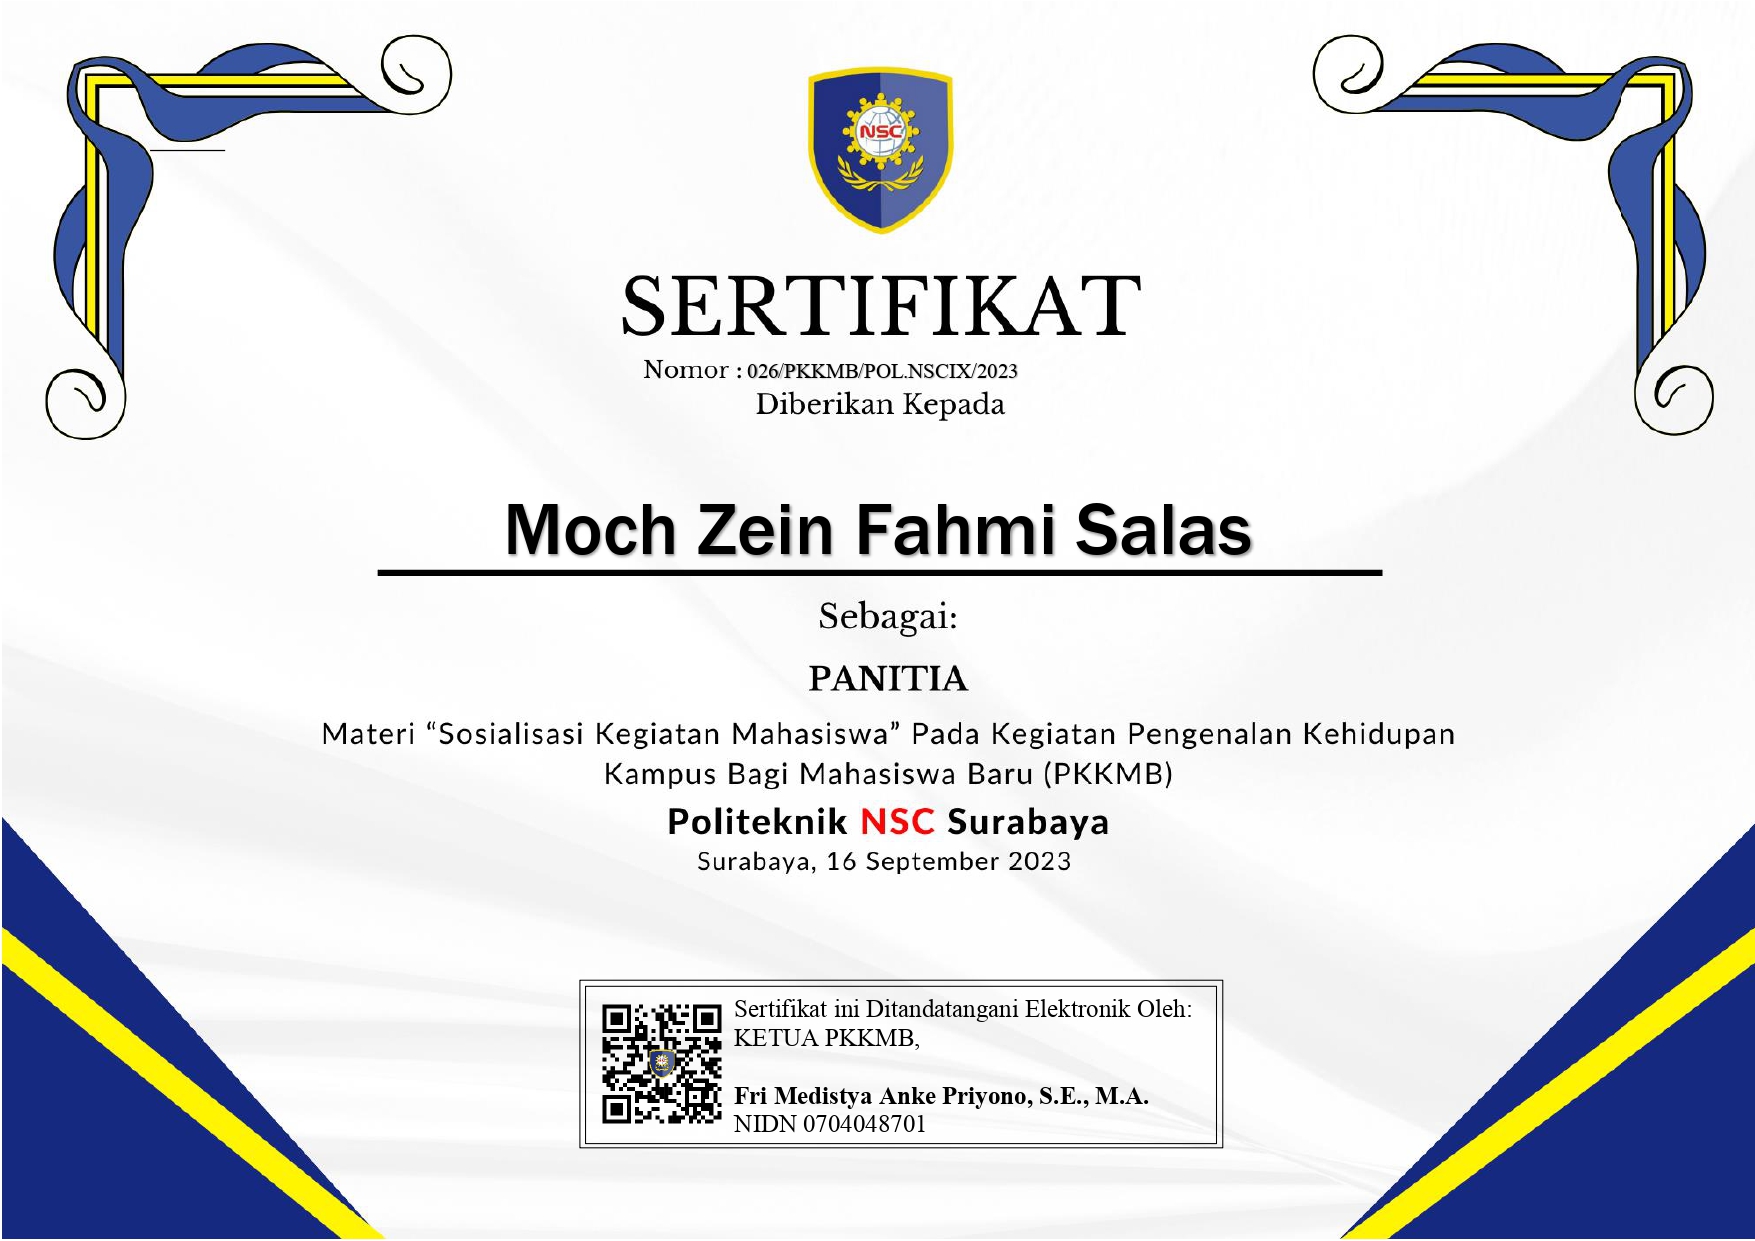 NSC
SERTIFIKAT
Nomor : 026/PKKMB/POL.NSCIX/2023
Diberikan Kepada
Moch Zein Fahmi Salas
Sebagai:
PANITIA
Materi “Sosialisasi Kegiatan Mahasiswa” Pada Kegiatan Pengenalan Kehidupan
Kampus Bagi Mahasiswa Baru (PKKMB)
Politeknik NSC Surabaya
Surabaya, 16 September 2023
Sertifikat ini Ditandatangani Elektronik Oleh:
KETUA PKKMB,
Fri Medistya Anke Priyono, S.E., M.A.
NIDN 0704048701